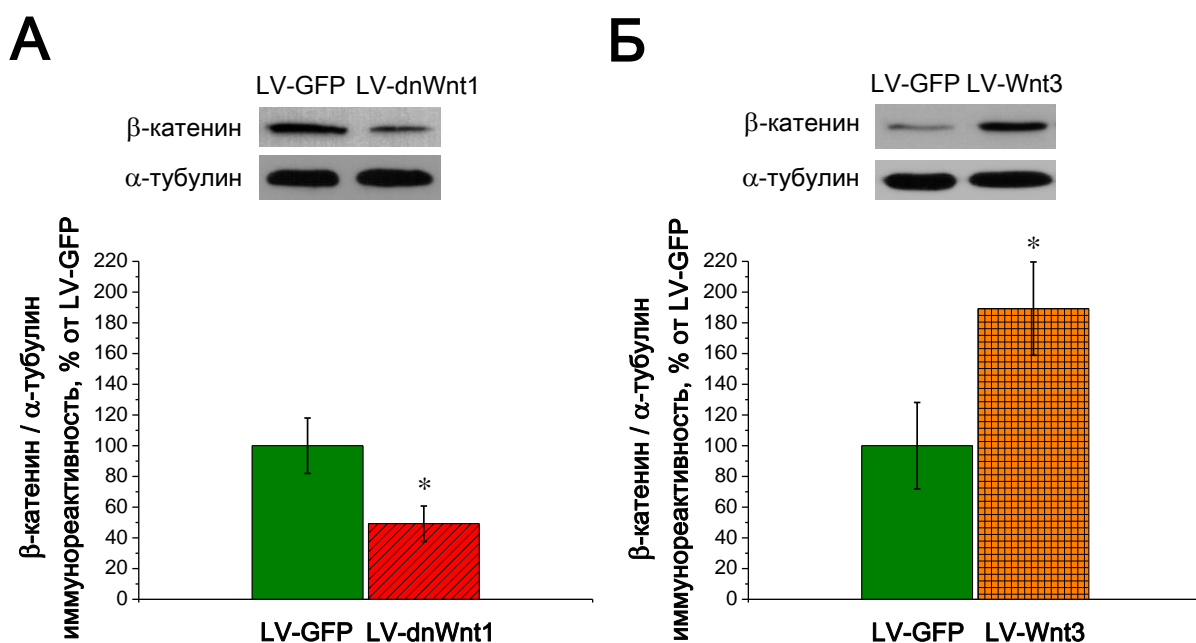 А
LV-GFP LV-dnWnt1
β-катенин
α-тубулин
β-катенин / α-тубулин
иммунореактивность, % от LV-GFP
220
200
180
160
140
120
100
80
60
40
20
0
*
LV-GFP LV-dnWnt1
Б
LV-GFP LV-Wnt3
β-катенин
α-тубулин
β-катенин / α-тубулин
иммунореактивность, % от LV-GFP
220
200
180
160
140
120
100
80
60
40
20
0
*
LV-GFP LV-Wnt3